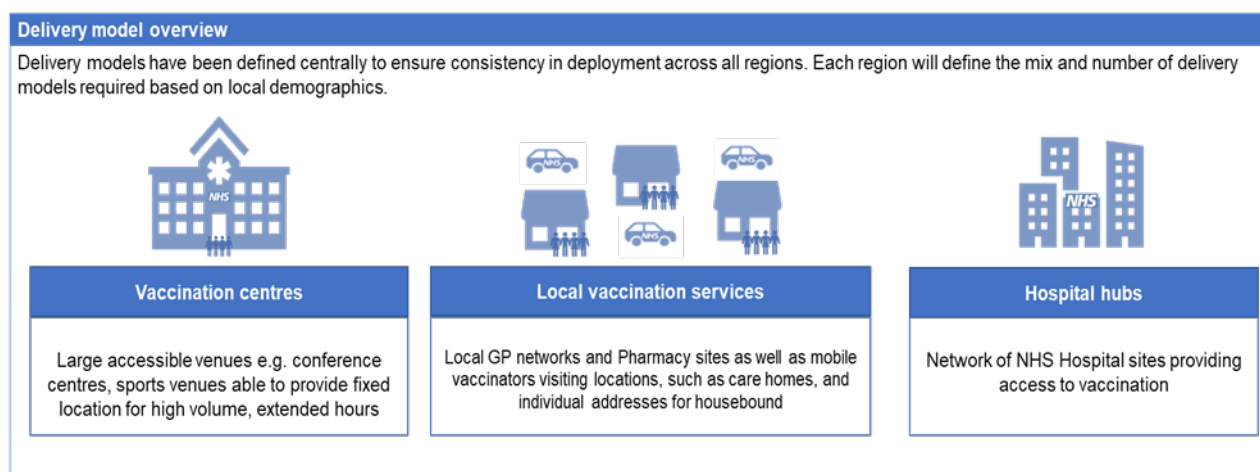 Delivery model overview
Delivery models have been defined centrally to ensure consistency in deployment across all regions. Each region will define the mix and number of delivery
models required based on local demographics.
NHS
NHS
NHS
NHS
NHS
Vaccination centres
Local vaccination services
Hospital hubs
Large accessible venues e.g. conference
centres, sports venues able to provide fixed
location for high volume, extended hours
Local GP networks and Pharmacy sites as well as mobile
vaccinators visiting locations, such as care homes, and
individual addresses for housebound
Network of NHS Hospital sites providing
access to vaccination